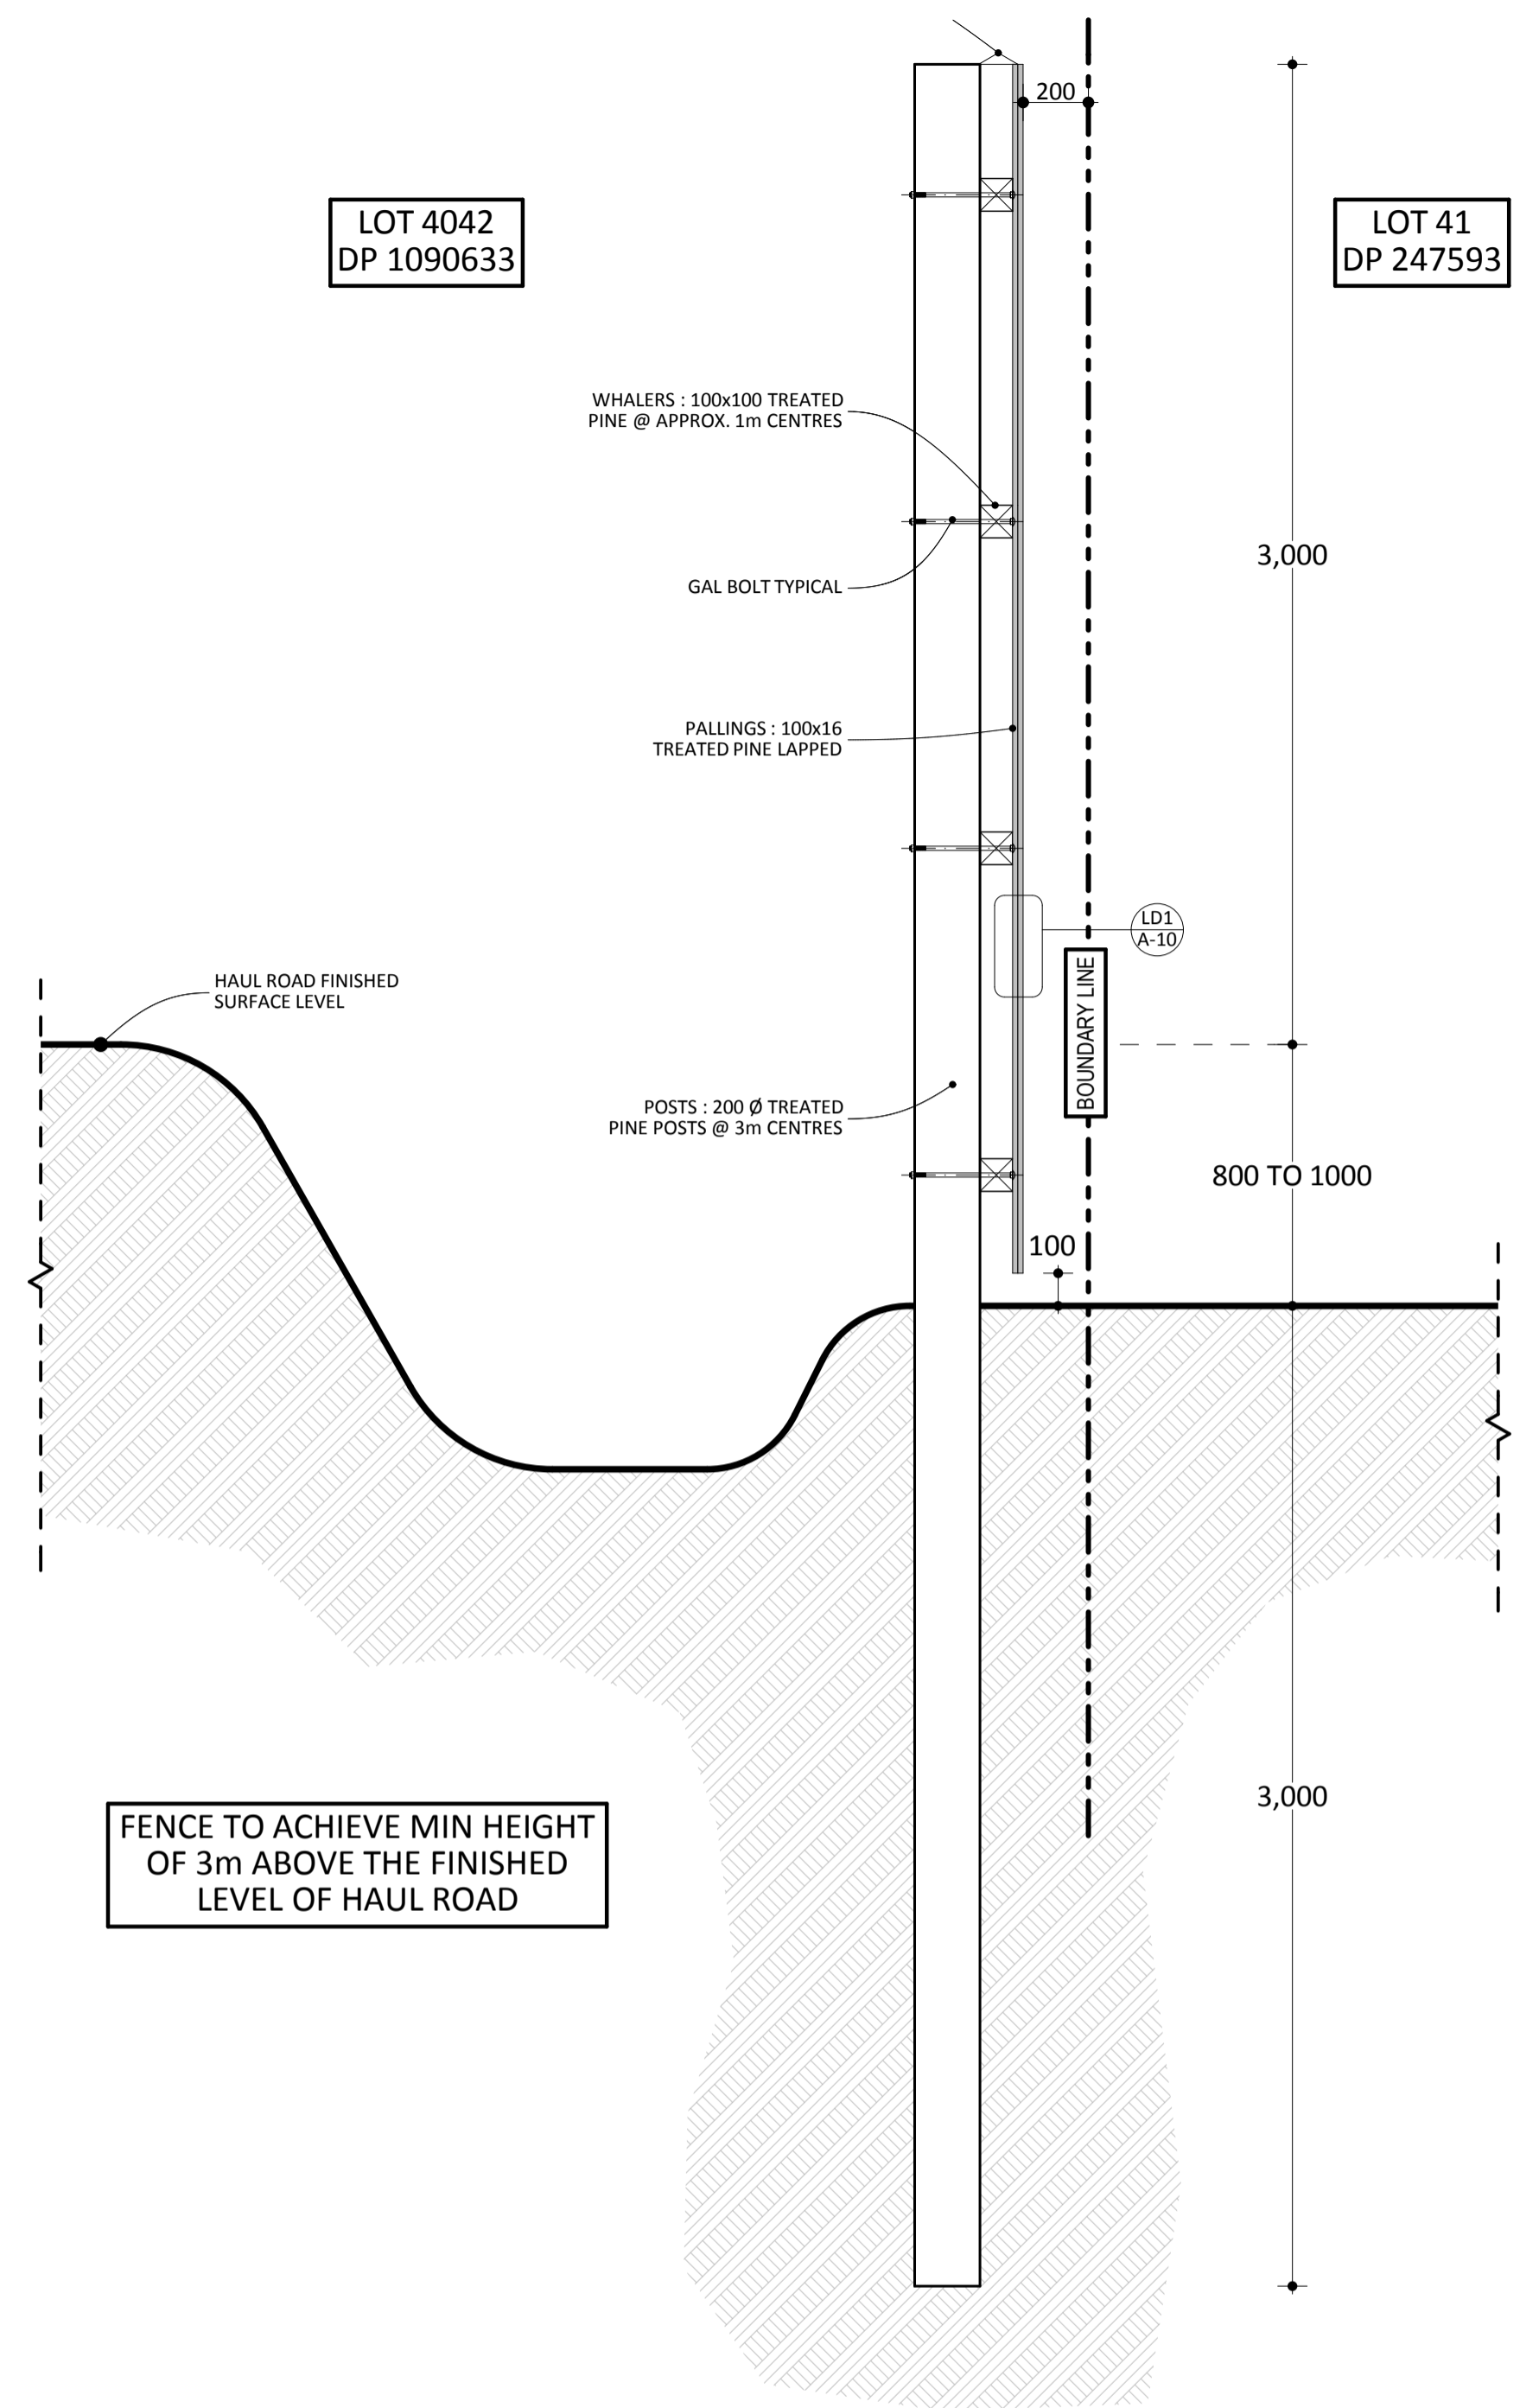 200
LOT 4042
DP 1090633
LOT 41
DP 247593
WHALERS : 100x100 TREATED
PINE @ APPROX. 1m CENTRES
3,000
GAL BOLT TYPICAL
PALLINGS : 100x16
TREATED PINE LAPPED
LD1
A-10
BOUNDARY LINE
HAUL ROAD FINISHED
SURFACE LEVEL
POSTS : 200 Ø TREATED
PINE POSTS @ 3m CENTRES
800 TO 1000
100
3,000
FENCE TO ACHIEVE MIN HEIGHT
OF 3m ABOVE THE FINISHED
LEVEL OF HAUL ROAD